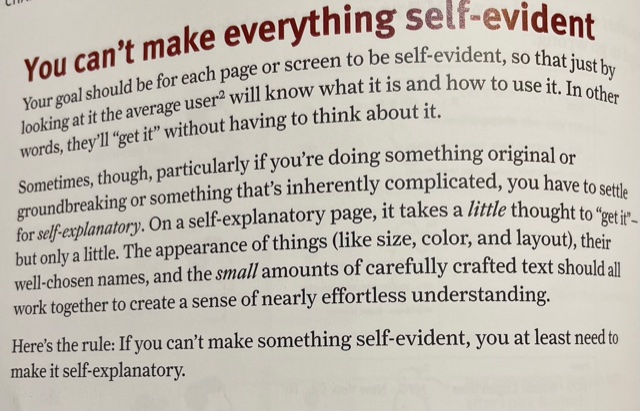 You can't make everything self-evident
Your goal should be for each page or screen to be self-evident, so that just by
looking at it the average user² will know what it is and how to use it. In other
words, they'll “get it” without having to think about it.
Sometimes, though, particularly if you're doing something original or
groundbreaking or something that's inherently complicated, you have to settle
for self-explanatory. On a self-explanatory page, it takes a little thought to “get it”–
but only a little. The appearance of things (like size, color, and layout), their
well-chosen names, and the small amounts of carefully crafted text should all
work together to create a sense of nearly effortless understanding.
Here's the rule: If you can't make something self-evident, you at least need to
make it self-explanatory.